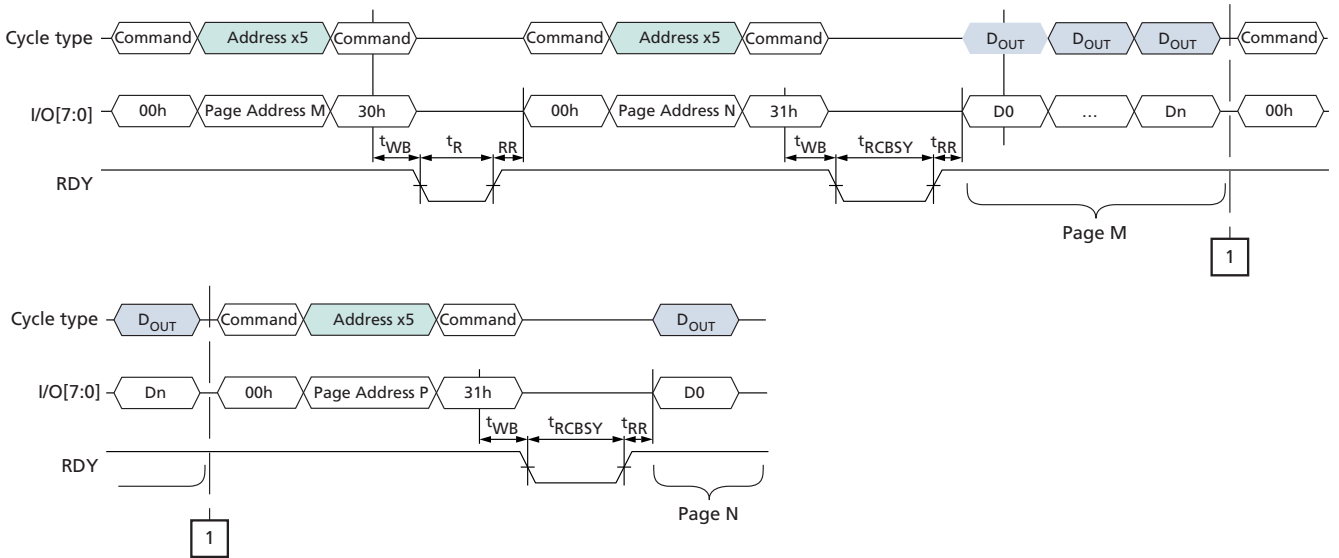 Cycle type Command Address x5 Command Command Address x5 Command DOUT DOUT DOUT Command
I/O[7:0] 00h Page Address M 30h 00h Page Address N 31h D0 … Dn 00h
tWB tR RR tWB tRCBSY tRR
RDY
Page M
1
Cycle type DOUT Command Address x5 Command DOUT
I/O[7:0] Dn 00h Page Address P 31h D0
tWB tRCBSY tRR
RDY
Page N
1